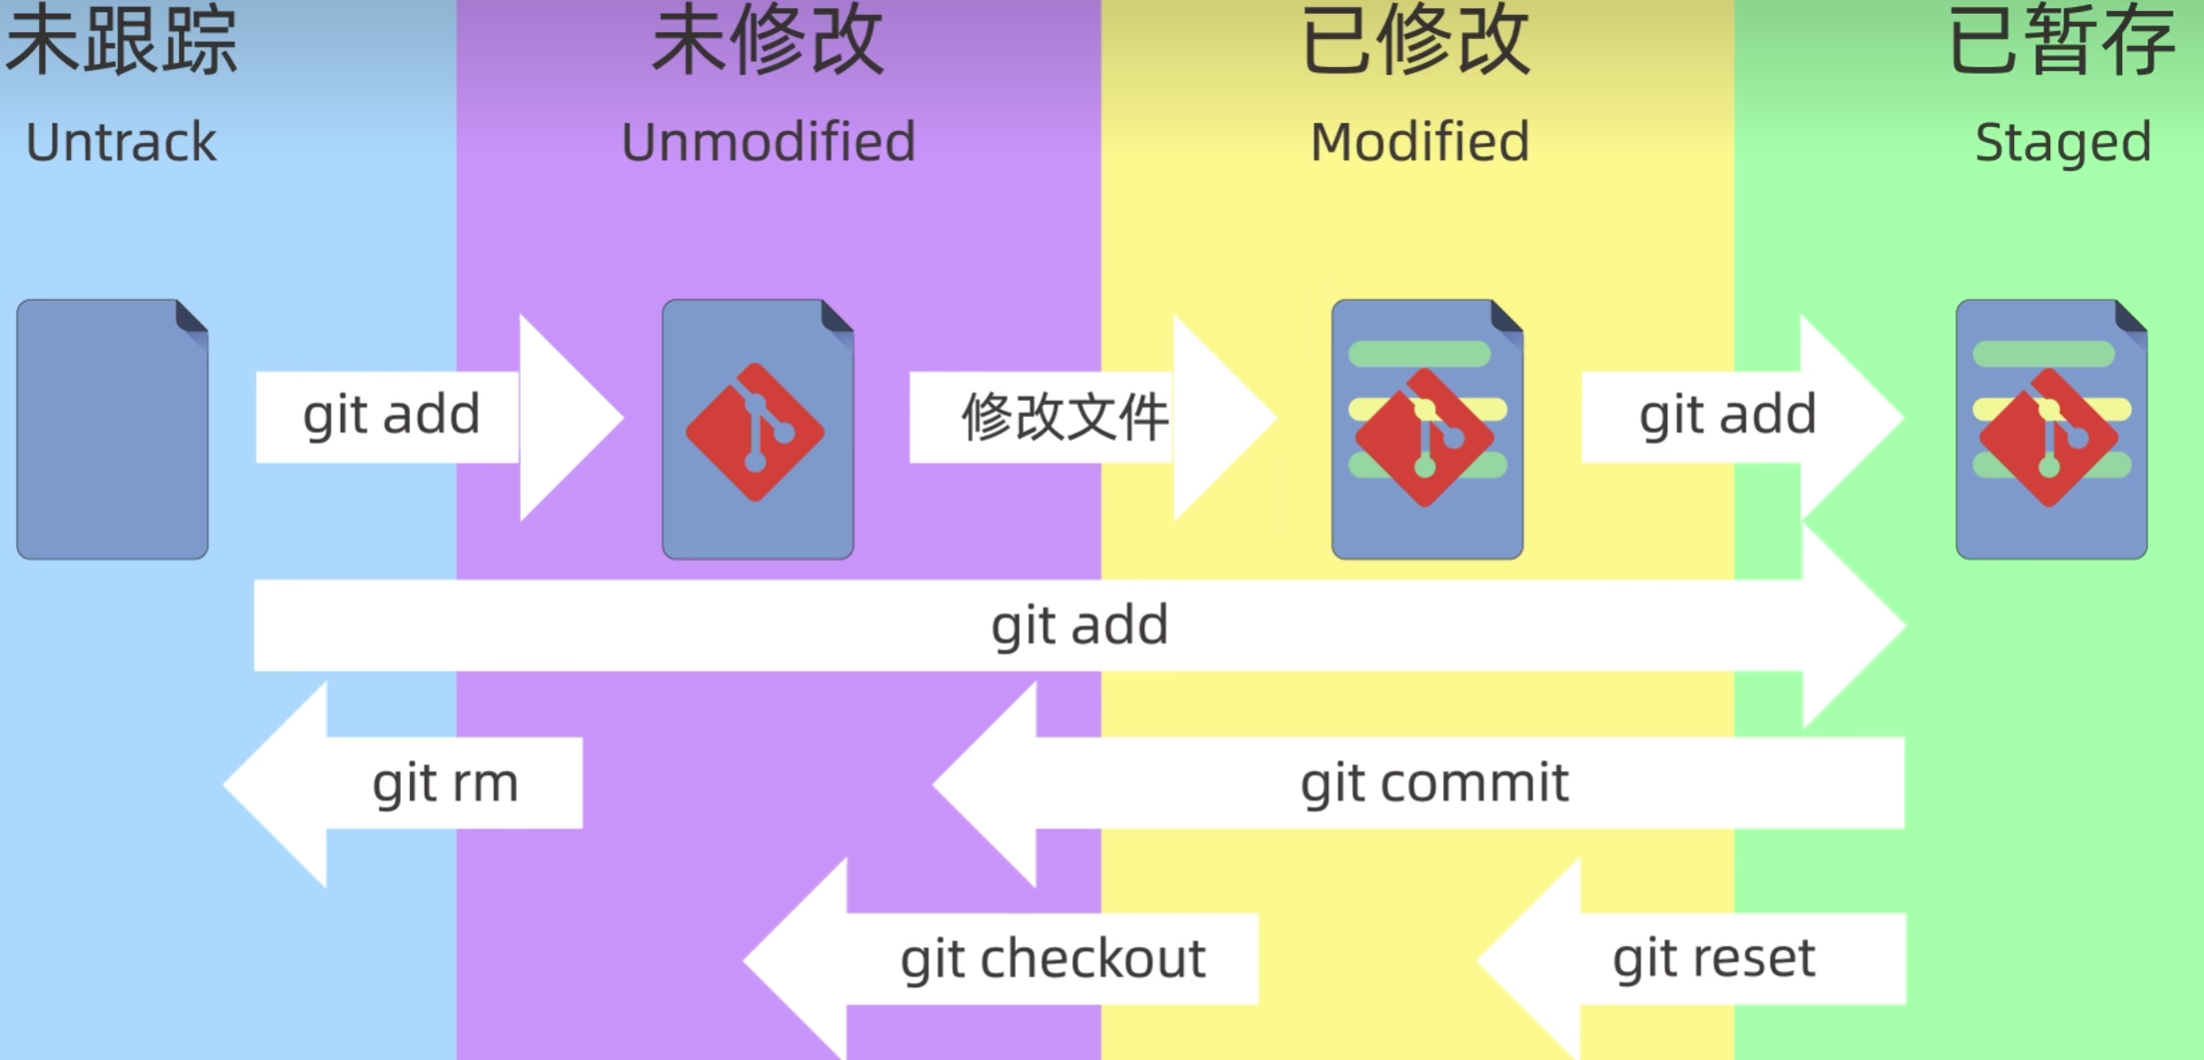 未跟踪
未修改
已修改
已暂存
Untrack
Unmodified
Modified
Staged
git add
修改文件
git add
git add
git rm
git commit
git checkout
git reset